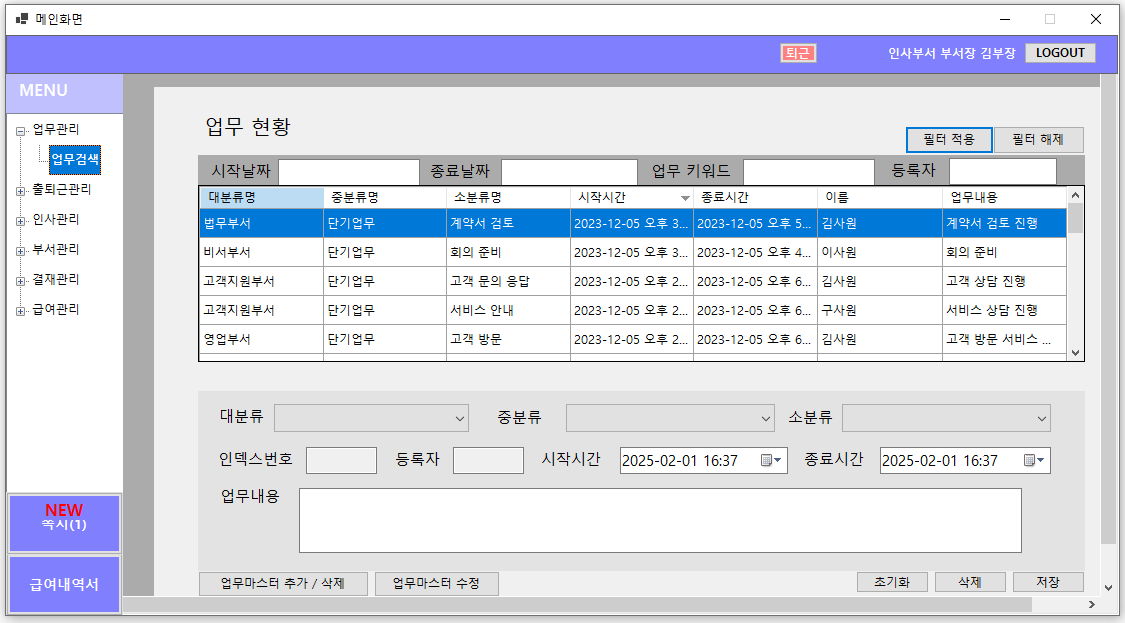 메인화면
퇴근 인사부서 부서장 김부장 LOGOUT
MENU
업무관리
업무검색
출퇴근관리
인사관리
부서관리
결재관리
급여관리
NEW
쪽지(1)
급여내역서
업무 현황
필터 적용 필터 해제
시작날짜 종료날짜 업무 키워드 등록자
대분류명 중분류명 소분류명 시작시간 종료시간 이름 업무내용
법무부서 단기업무 계약서 검토 2023-12-05 오후 3... 2023-12-05 오후 5... 김사원 계약서 검토 진행
비서부서 단기업무 회의 준비 2023-12-05 오후 3... 2023-12-05 오후 4... 이사원 회의 준비
고객지원부서 단기업무 고객 문의 응답 2023-12-05 오후 2... 2023-12-05 오후 6... 김사원 고객 상담 진행
고객지원부서 단기업무 서비스 안내 2023-12-05 오후 2... 2023-12-05 오후 6... 구사원 서비스 상담 진행
영업부서 단기업무 고객 방문 2023-12-05 오후 2... 2023-12-05 오후 6... 김사원 고객 방문 서비스 ...
대분류 중분류 소분류
인덱스번호 등록자 시작시간 2025-02-01 16:37 종료시간 2025-02-01 16:37
업무내용
업무마스터 추가 / 삭제 업무마스터 수정 초기화 삭제 저장